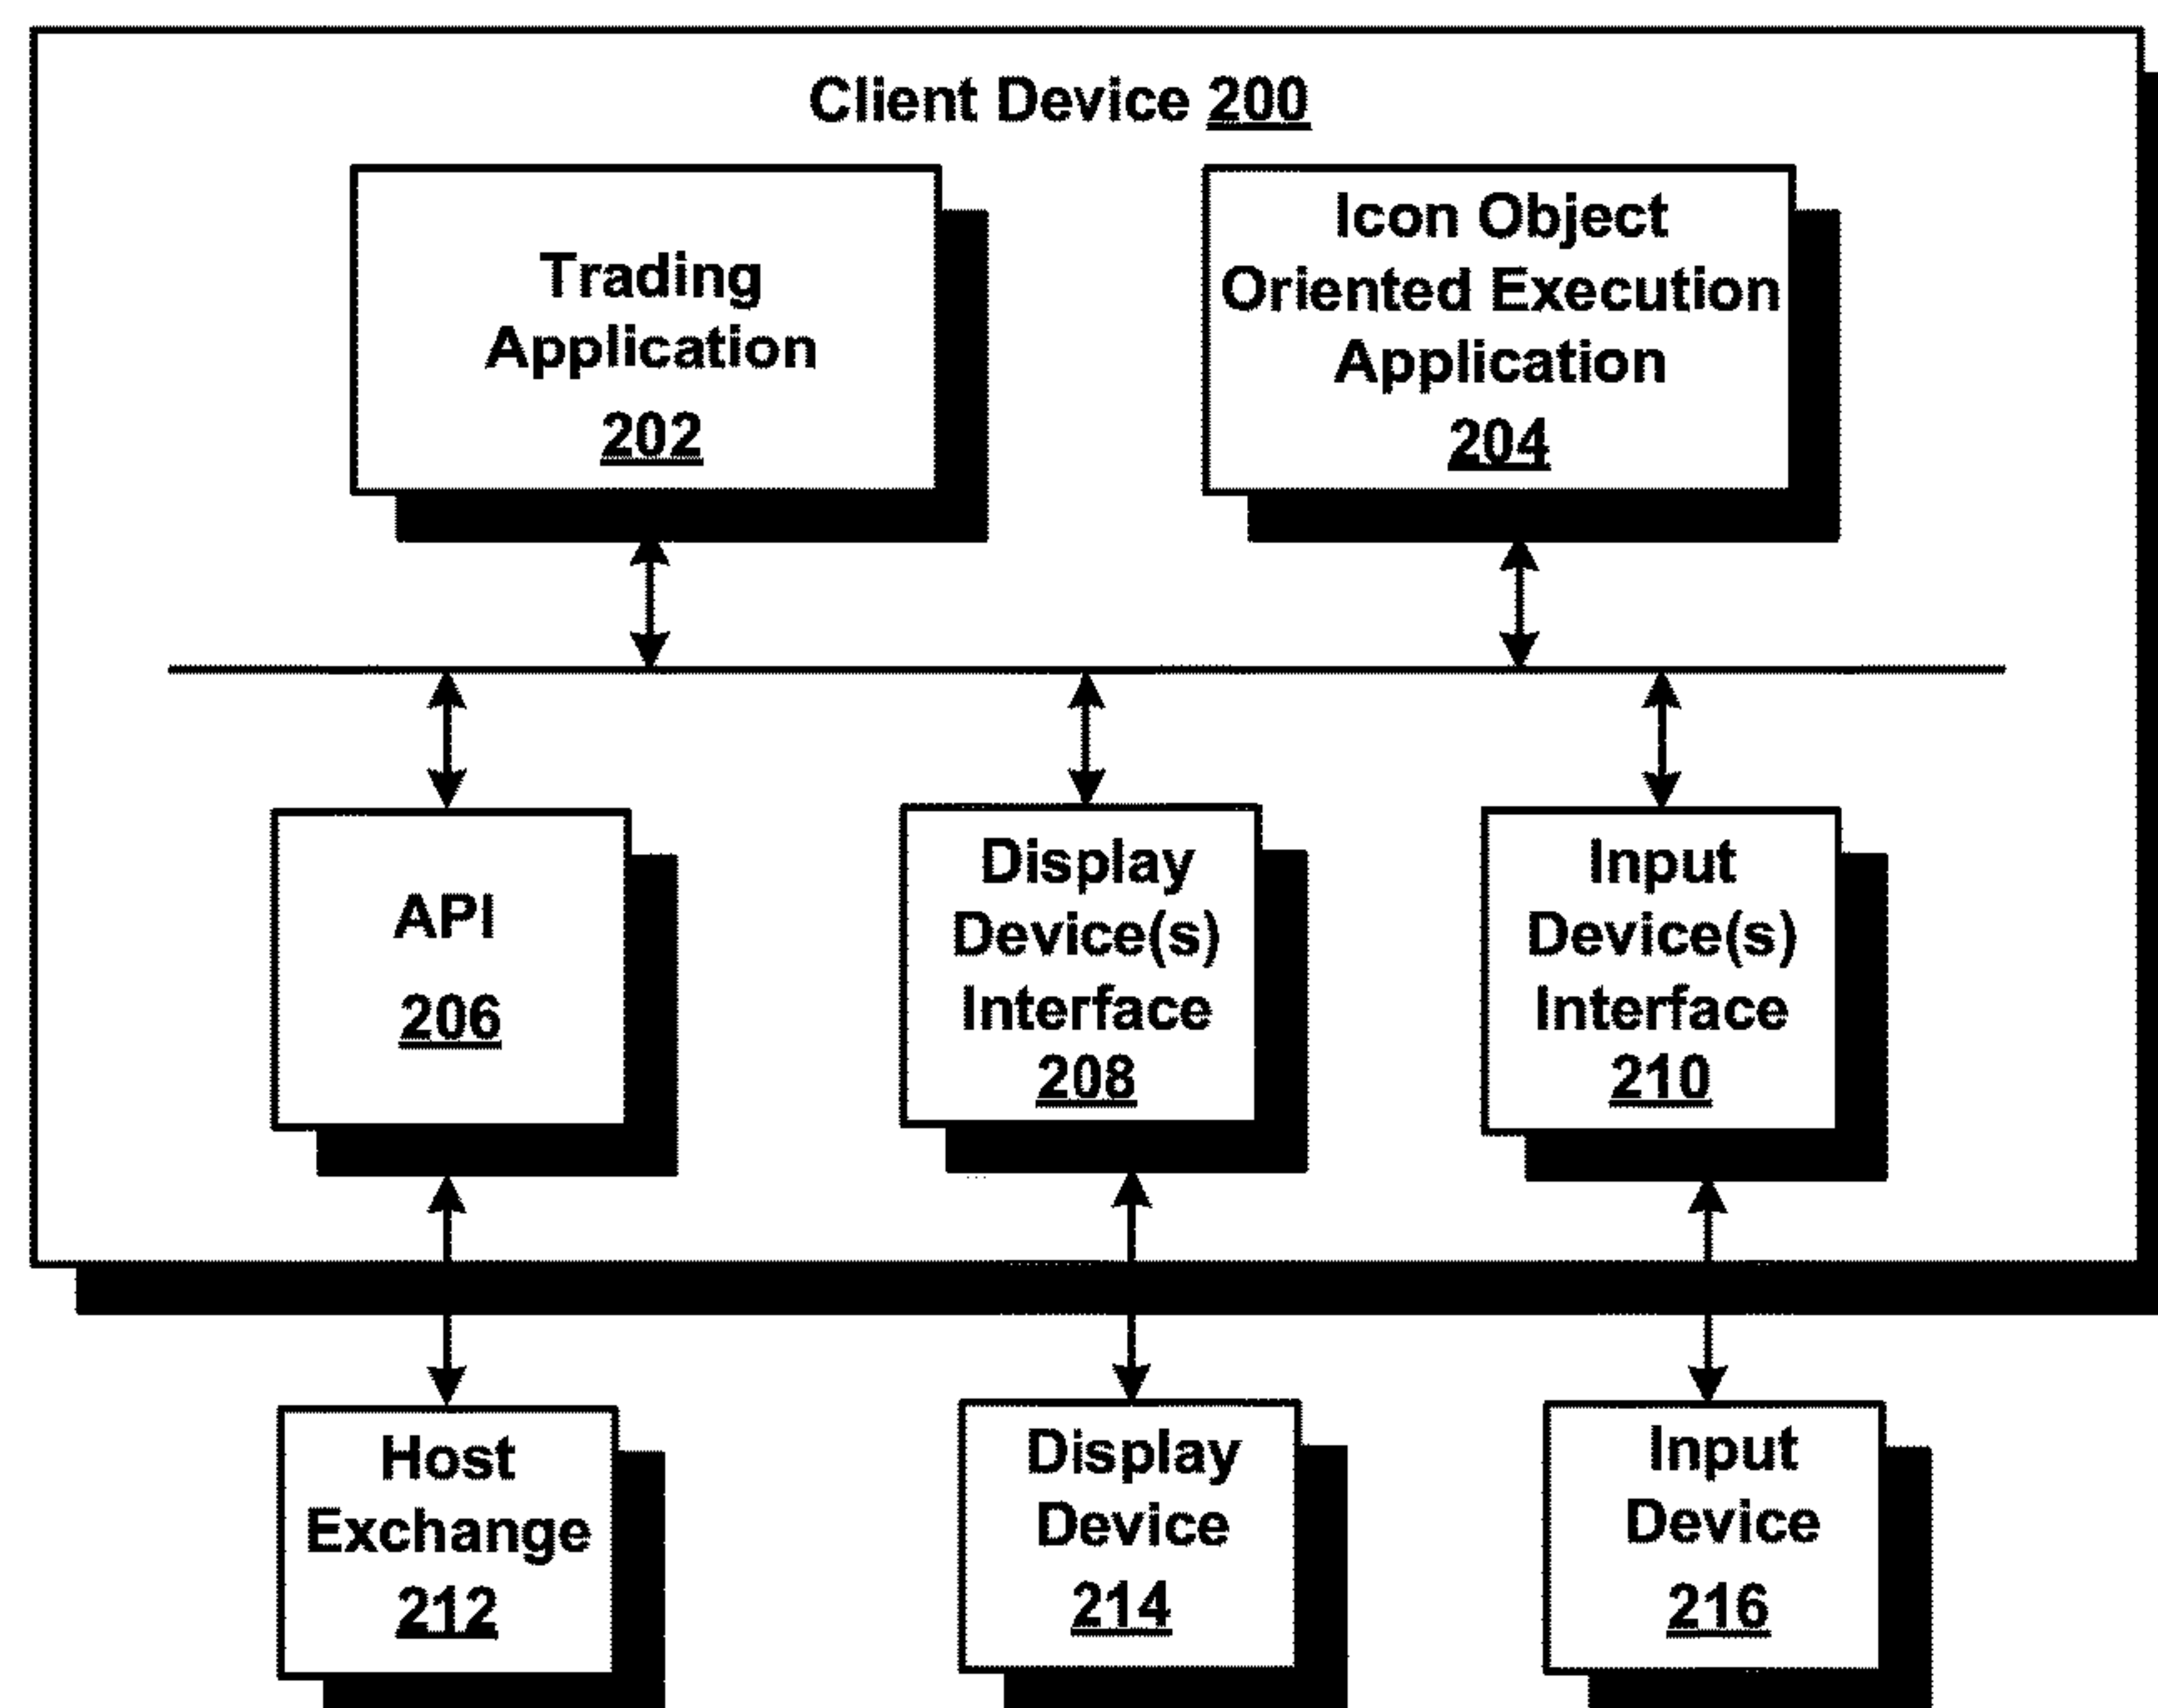 Client Device 200
Trading
Application
202
Icon Object
Oriented Execution
Application
204
API
206
Display
Device(s)
Interface
208
Input
Device(s)
Interface
210
Host
Exchange
212
Display
Device
214
Input
Device
216